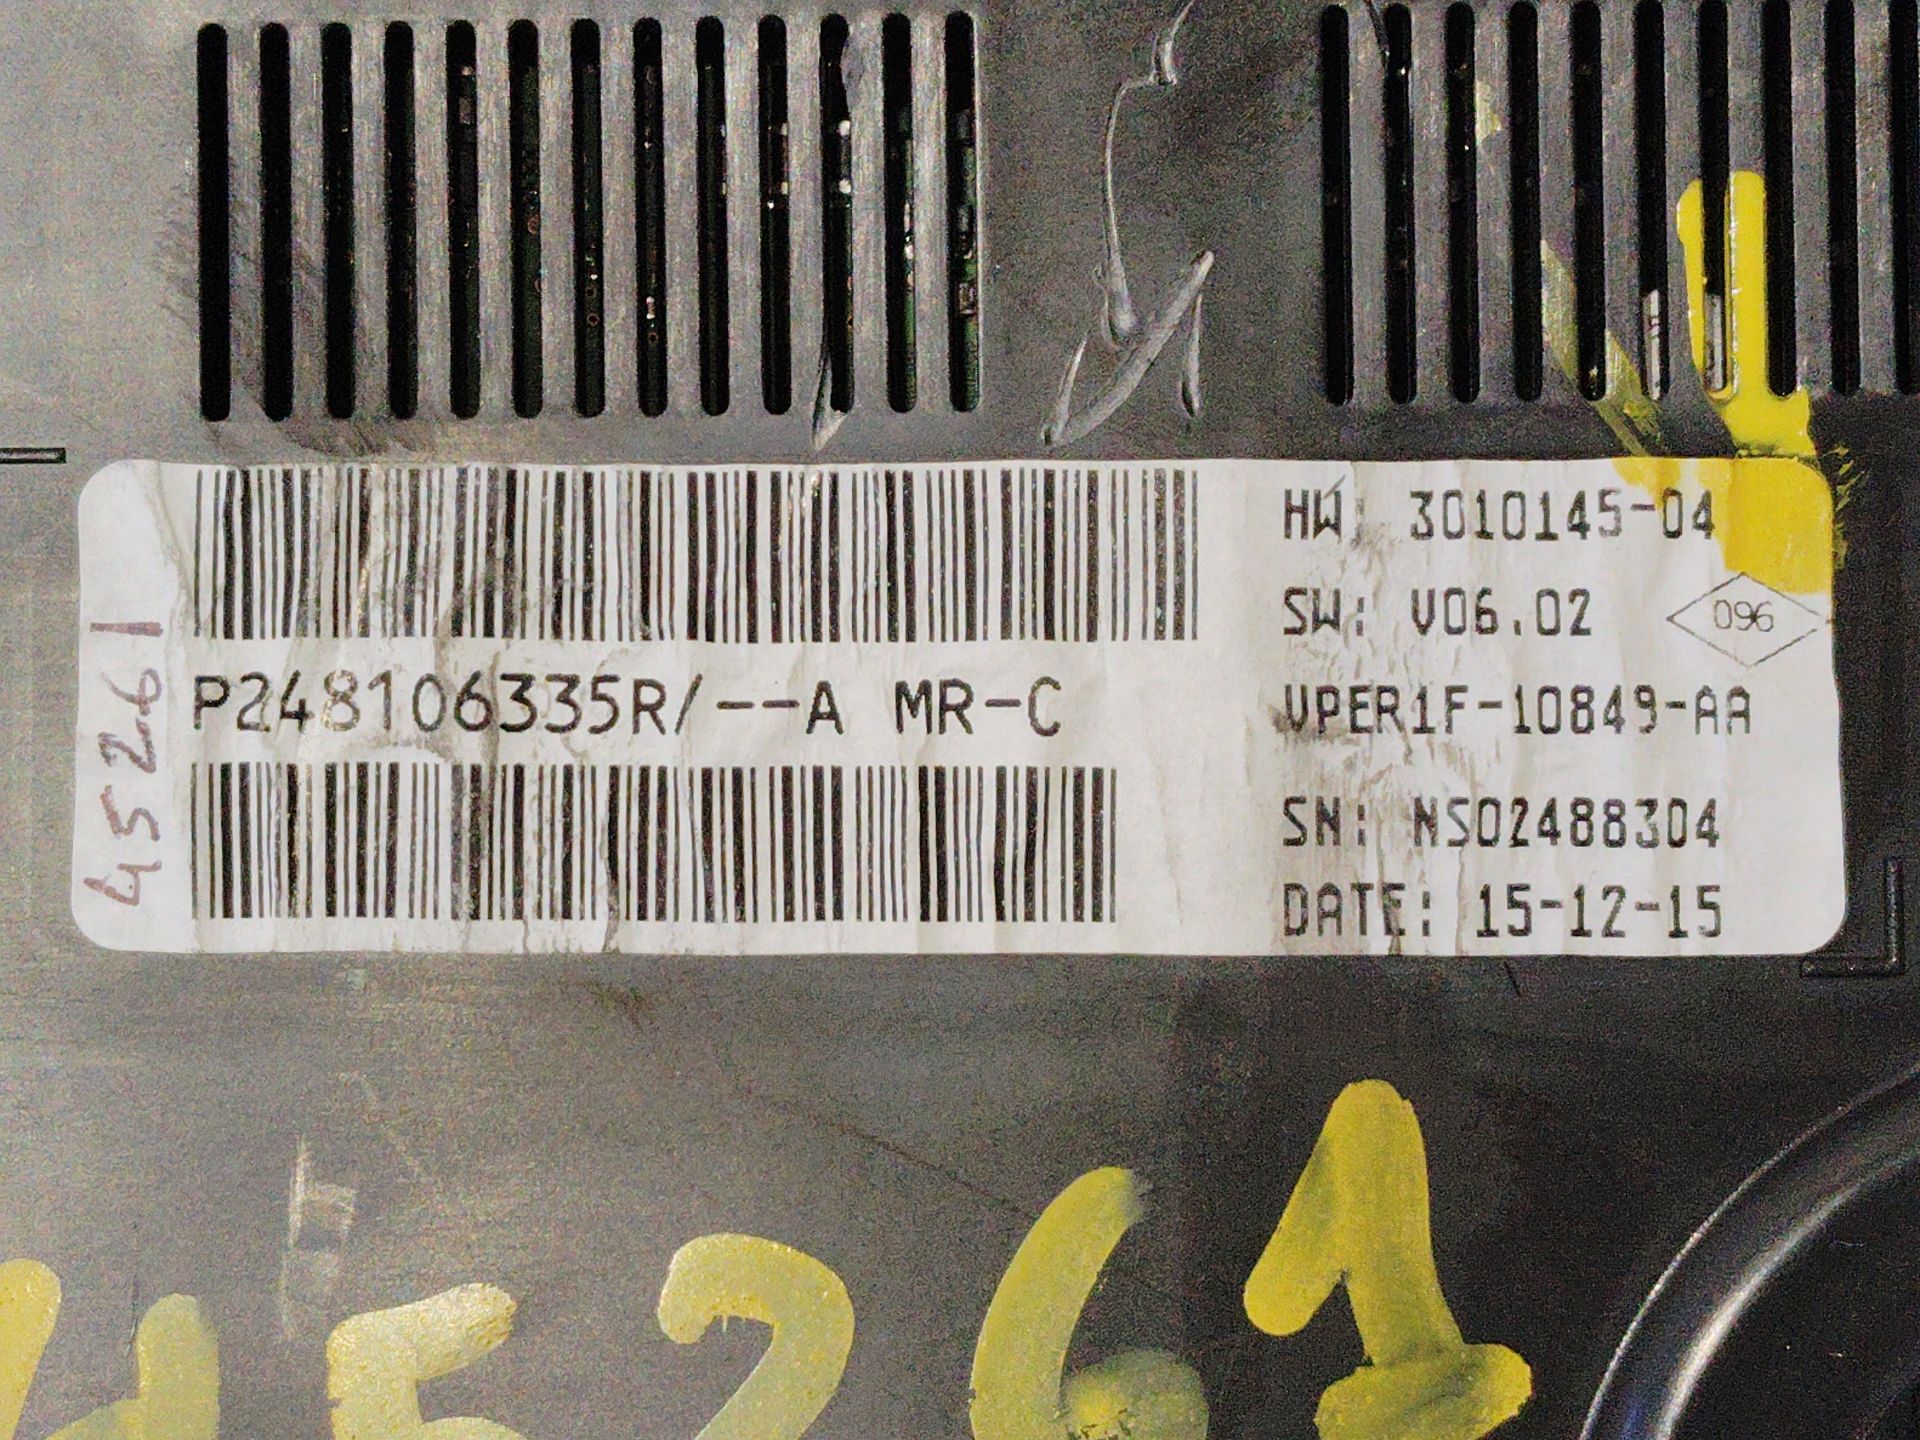 HW: 3010145-04
SW: V06.02
096
P248106335R/--A MR-C
VPER1F-10849-AA
SN: NS02488304
DATE: 15-12-15
45261
45261